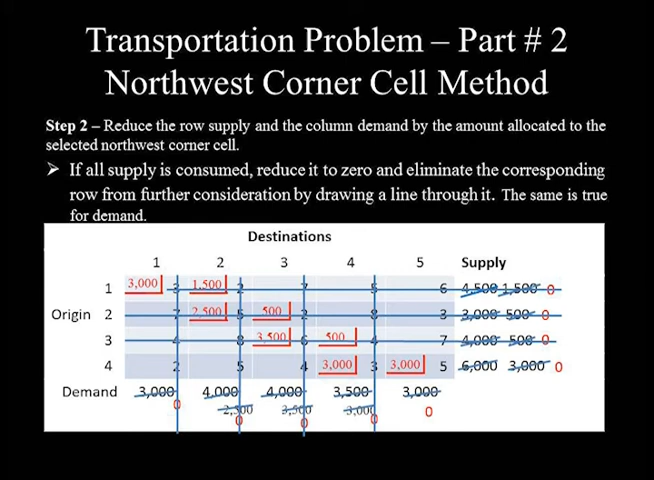 Transportation Problem – Part # 2
Northwest Corner Cell Method
Step 2 – Reduce the row supply and the column demand by the amount allocated to the
selected northwest corner cell.
➢ If all supply is consumed, reduce it to zero and eliminate the corresponding
row from further consideration by drawing a line through it. The same is true
for demand.
Destinations
1 2 3 4 5 Supply
1 3,000 3 1,500 2 7 5 6 4,500 1,500 0
Origin 2 7 2,500 5 500 2 8 3 3,000 500 0
3 4 8 3,500 6 500 4 7 4,000 500 0
4 2 5 4 3,000 3 3,000 5 6,000 3,000 0
Demand 3,000 4,000 4,000 3,500 3,000
0 2,500 3,500 3,000 0
0 0 0